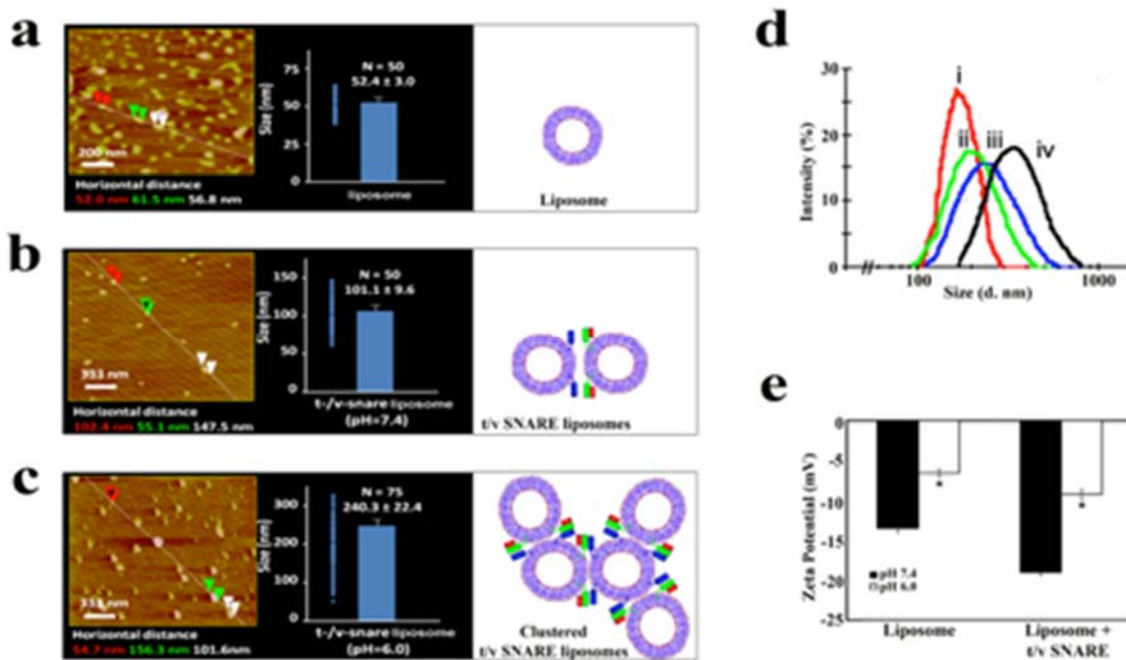 a
200 nm
Horizontal distance
52.0 nm 61.5 nm 56.8 nm
Size (nm)
75
50
25
0
N = 50
52.4 ± 3.0
liposome
Liposome
b
353 nm
Horizontal distance
102.4 nm 55.1 nm 147.5 nm
Size (nm)
150
100
50
0
N = 50
101.1 ± 9.6
t-/v-snare liposome
(pH=7.4)
t/v SNARE liposomes
c
Horizontal distance
54.7 nm 156.3 nm 101.6nm
Size (nm)
300
200
100
0
N = 75
240.3 ± 22.4
t-/v-snare liposome
(pH=6.0)
Clustered
t/v SNARE liposomes
d
Intensity (%)
30
20
10
0
i
ii
iii
iv
100
1000
Size (d. nm)
e
Zeta Potential (mV)
0
-5
-10
-15
-20
-25
*
*
pH 7.4
pH 6.0
Liposome
Liposome +
t/v SNARE